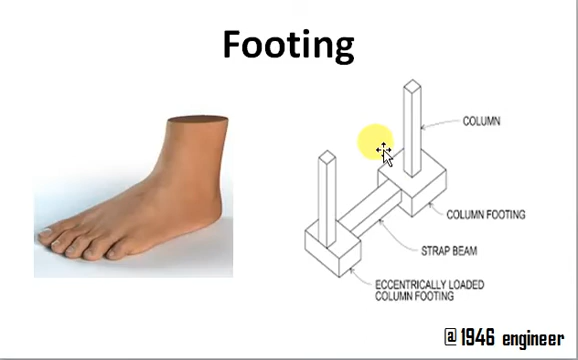 Footing
COLUMN
COLUMN FOOTING
STRAP BEAM
ECCENTRICALLY LOADED
COLUMN FOOTING
@1946 engineer